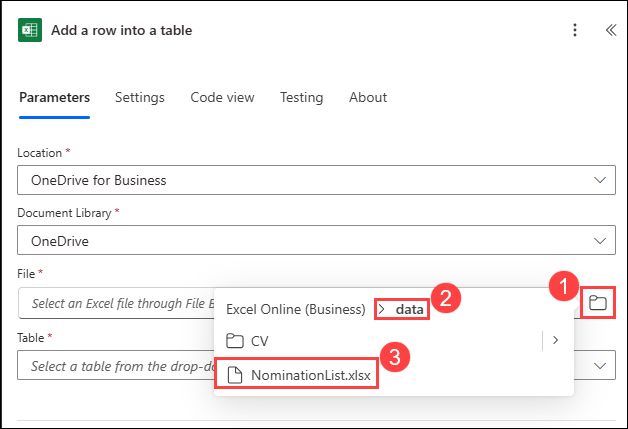 Add a row into a table
Parameters Settings Code view Testing About
Location *
OneDrive for Business
Document Library *
OneDrive
File *
1
Select an Excel file through File B
Excel Online (Business) > data
2
CV
Table *
3
NominationList.xlsx
Select a table from the drop-do